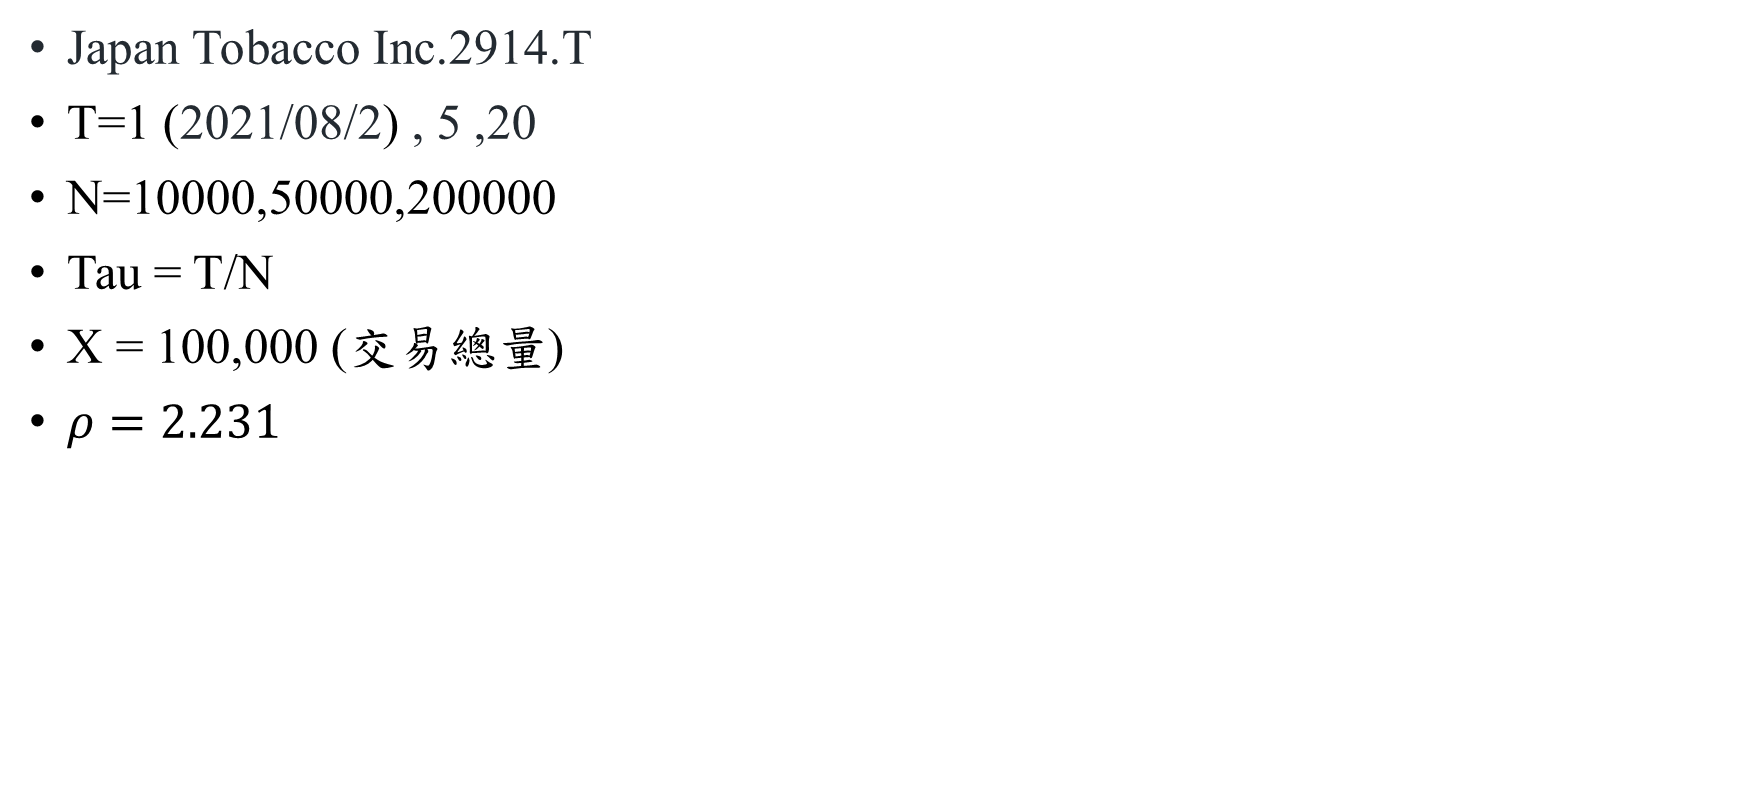 • Japan Tobacco Inc.2914.T
• T=1 (2021/08/2) , 5 ,20
• N=10000,50000,200000
• Tau = T/N
• X = 100,000 (交易總量)
• 𝜌 = 2.231